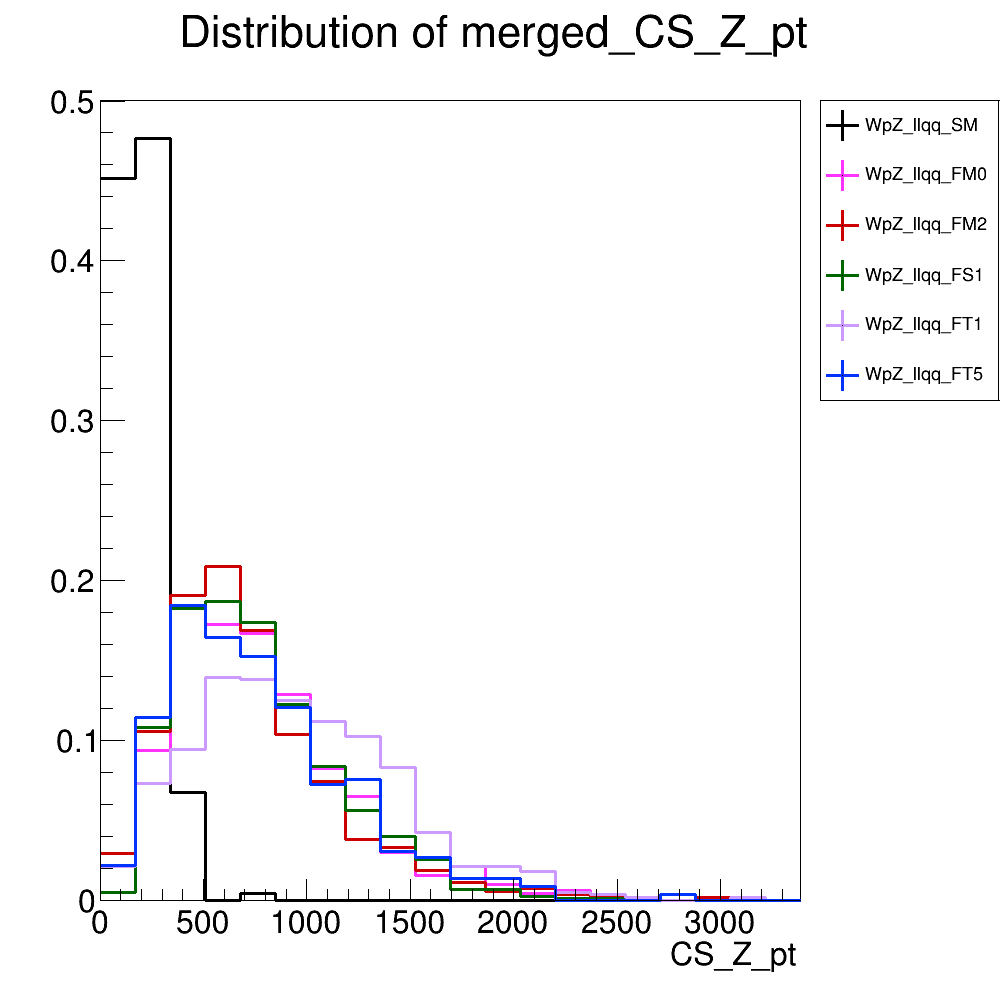 Distribution of merged_CS_Z_pt
0.5
0.4
0.3
0.2
0.1
0
0 500 1000 1500 2000 2500 3000
CS_Z_pt
WpZ_llqq_SM
WpZ_llqq_FM0
WpZ_llqq_FM2
WpZ_llqq_FS1
WpZ_llqq_FT1
WpZ_llqq_FT5